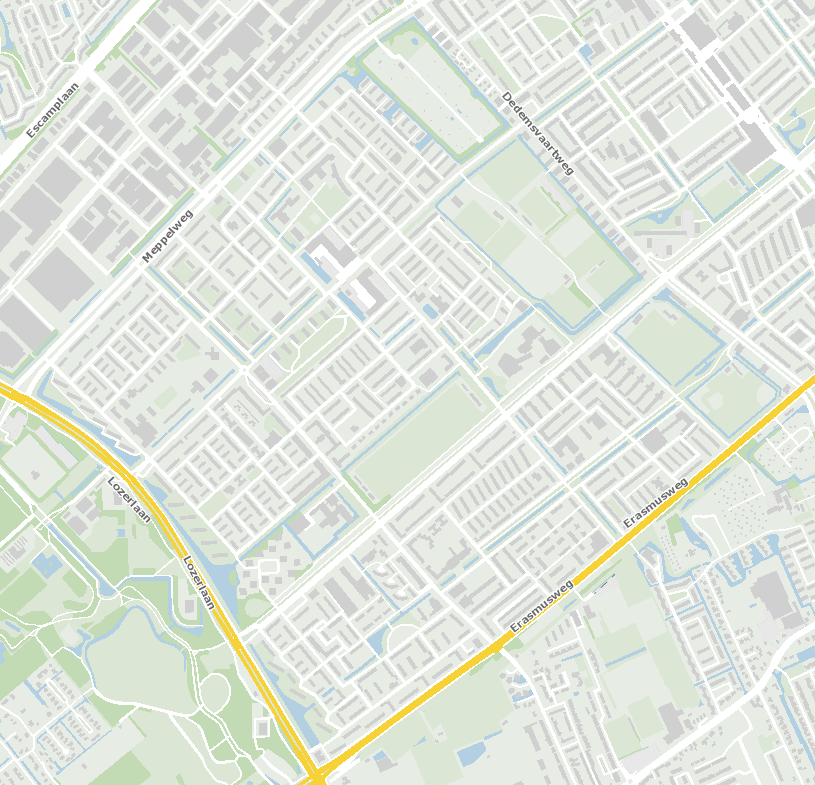 Escamplaan
Dedemsvaartweg
Meppelweg
Lozerlaan
Erasmusweg
Lozerlaan
Erasmusweg